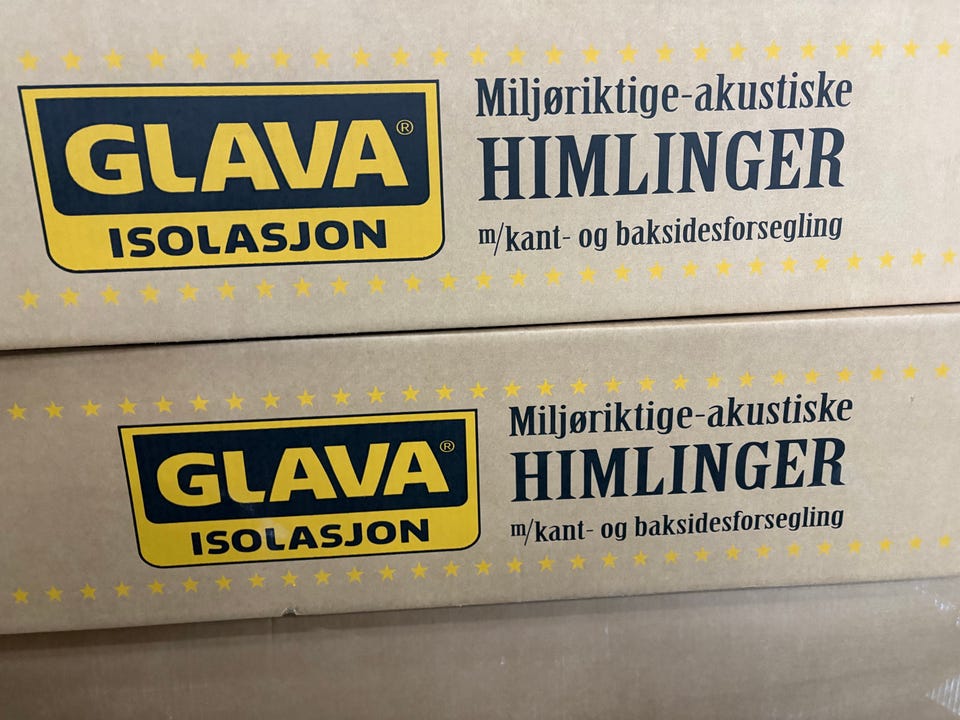 GLAVA®
ISOLASJON
Miljøriktige-akustiske
HIMLINGER
m/kant- og baksidesforsegling
GLAVA®
ISOLASJON
Miljøriktige-akustiske
HIMLINGER
m/kant- og baksidesforsegling